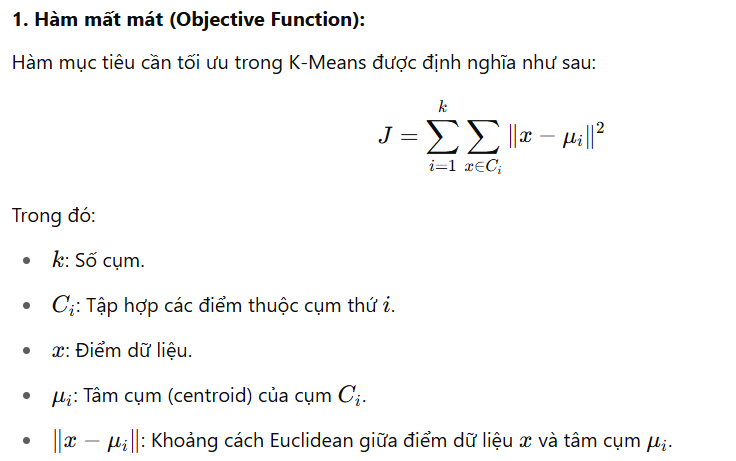 1. Hàm mất mát (Objective Function):
Hàm mục tiêu cần tối ưu trong K-Means được định nghĩa như sau:
J = \sum_{i=1}^{k} \sum_{x \in C_i} \|x - \mu_i\|^2
Trong đó:
• k: Số cụm.
• C_i: Tập hợp các điểm thuộc cụm thứ i.
• x: Điểm dữ liệu.
• μ_i: Tâm cụm (centroid) của cụm C_i.
• ‖x − μ_i‖: Khoảng cách Euclidean giữa điểm dữ liệu x và tâm cụm μ_i.